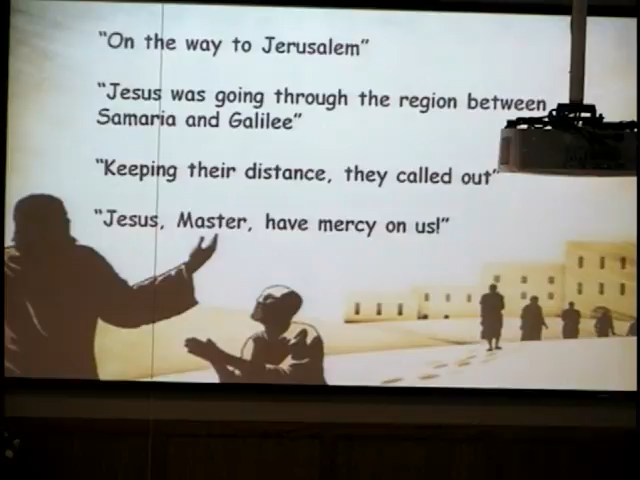 “On the way to Jerusalem”
“Jesus was going through the region between
Samaria and Galilee”
“Keeping their distance, they called out”
“Jesus, Master, have mercy on us!”